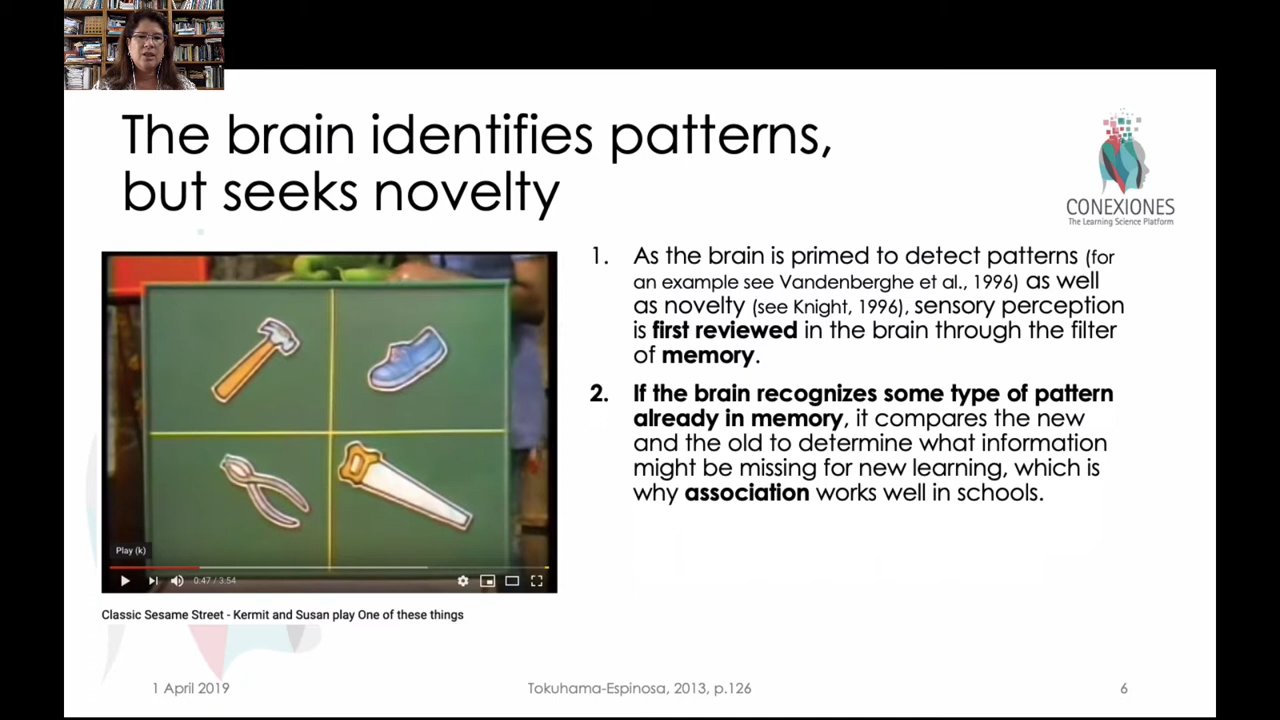 The brain identifies patterns,
but seeks novelty
CONEXIONES
The Learning Science Platform
1. As the brain is primed to detect patterns (for
an example see Vandenberghe et al., 1996) as well
as novelty (see Knight, 1996), sensory perception
is first reviewed in the brain through the filter
of memory.
2. If the brain recognizes some type of pattern
already in memory, it compares the new
and the old to determine what information
might be missing for new learning, which is
why association works well in schools.
Play (k)
0:47 / 3:54
Classic Sesame Street - Kermit and Susan play One of these things
1 April 2019
Tokuhama-Espinosa, 2013, p.126
6